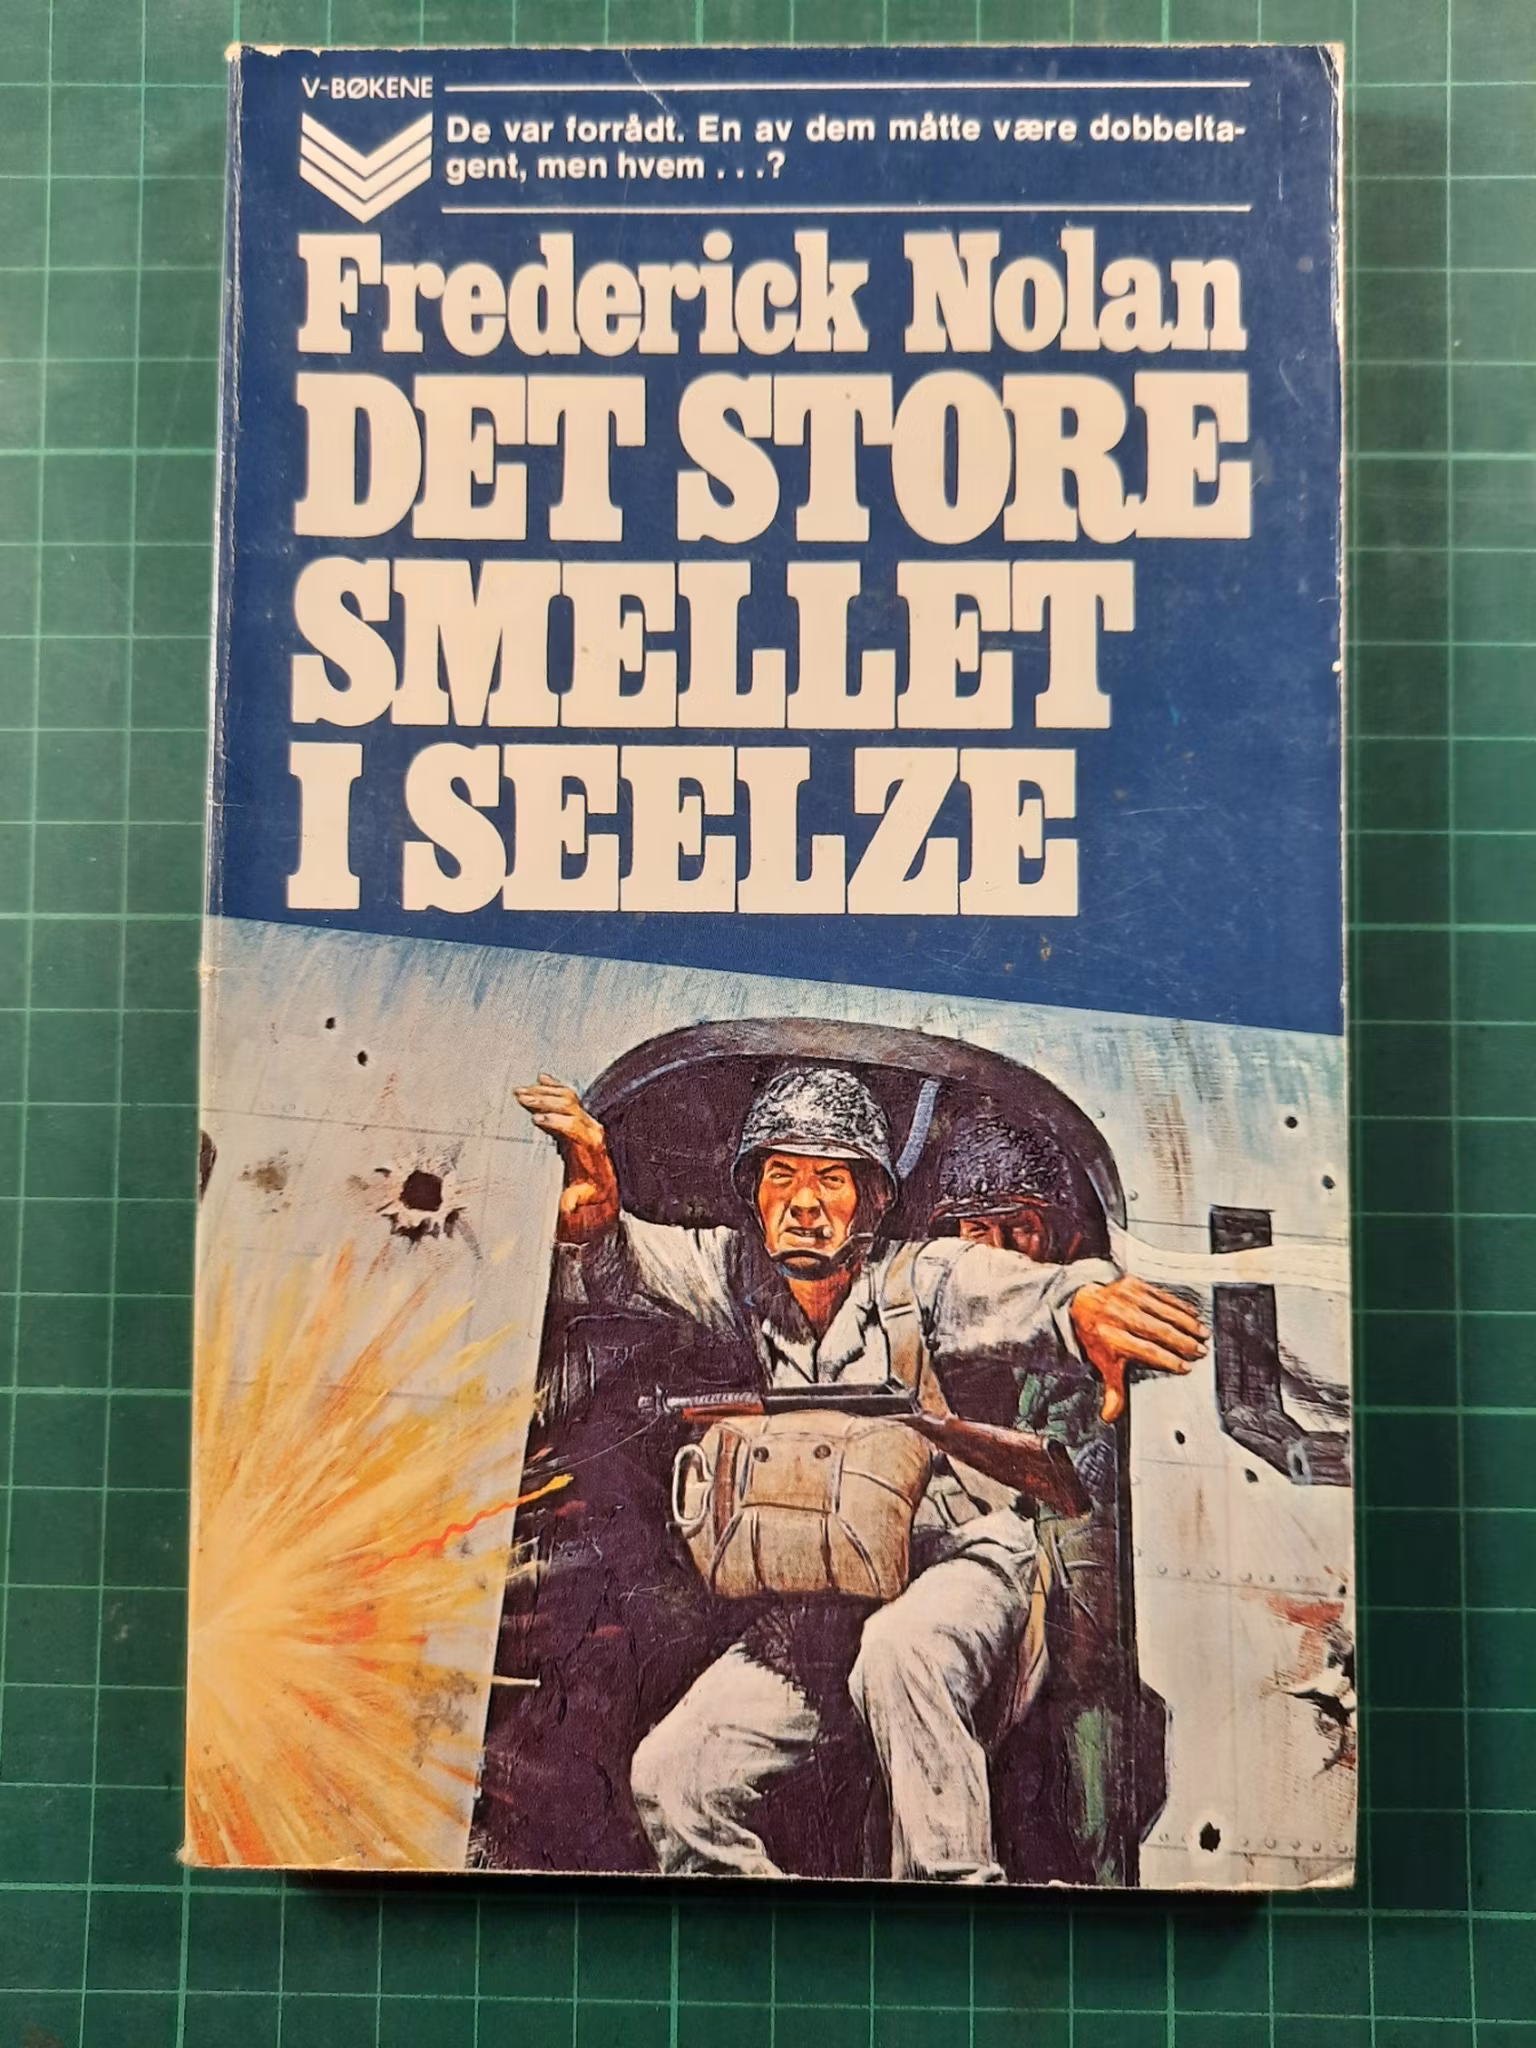 V-BØKENE
De var forrådt. En av dem måtte være dobbelta-
gent, men hvem . . .?
Frederick Nolan
DET STORE
SMELLET
I SEELZE